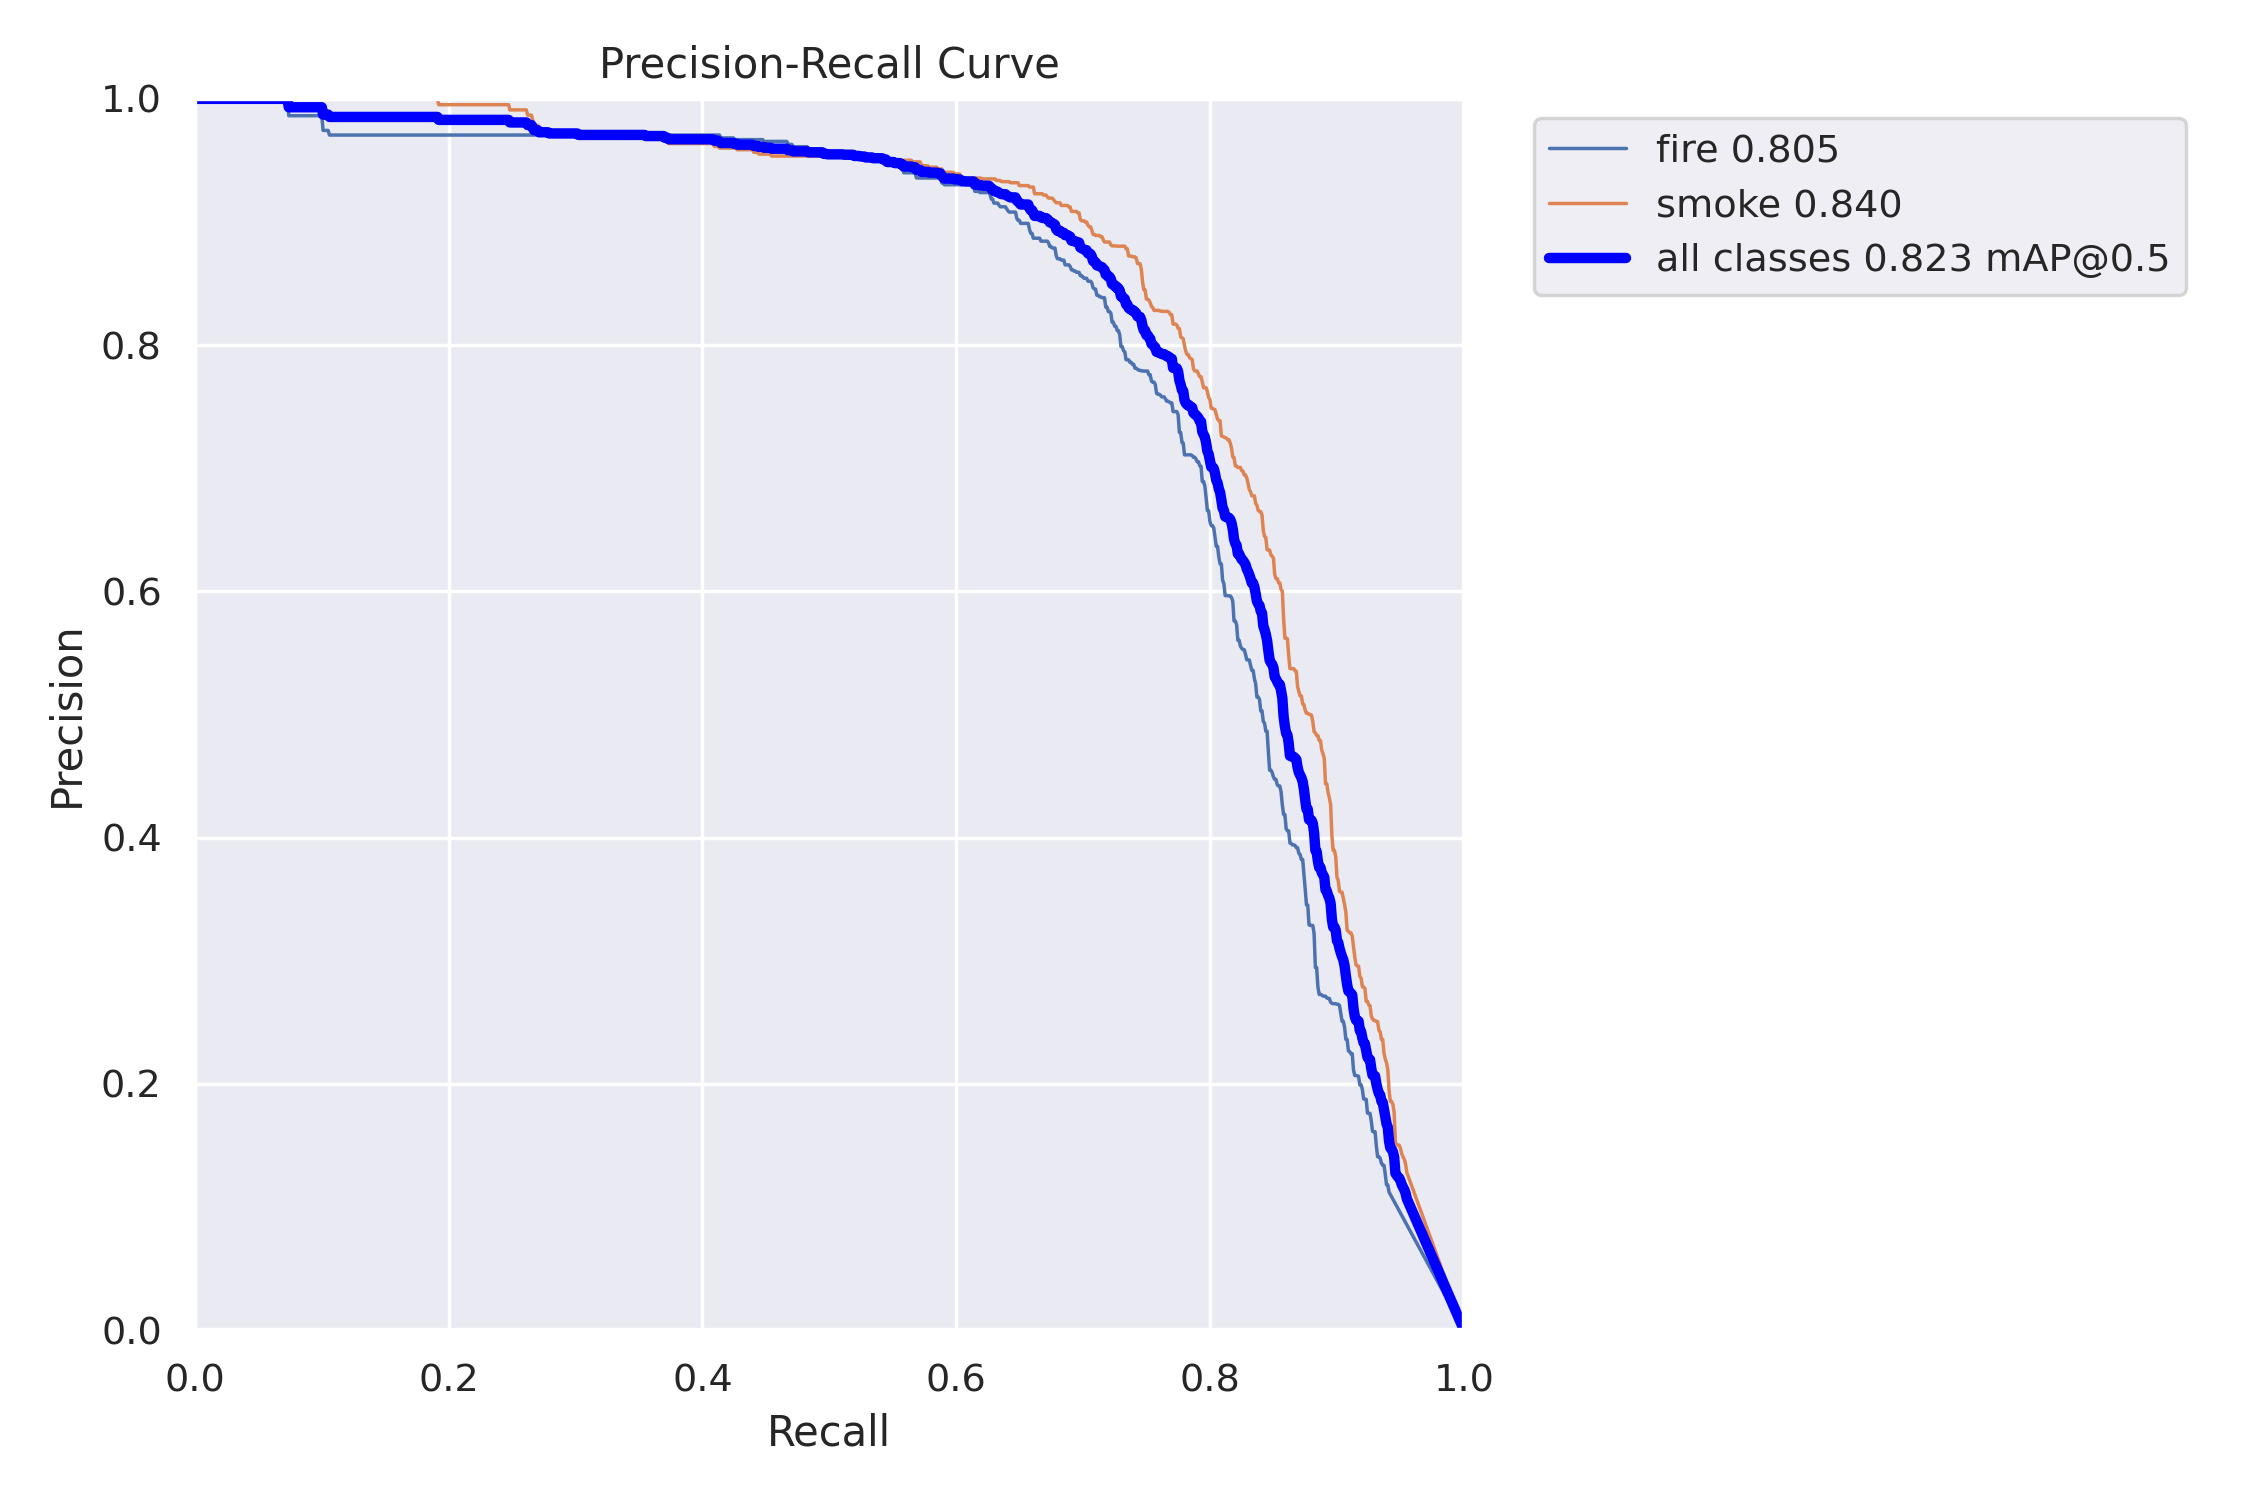 Precision-Recall Curve
fire 0.805
smoke 0.840
all classes 0.823 mAP@0.5
Precision
1.0
0.8
0.6
0.4
0.2
0.0
0.0 0.2 0.4 0.6 0.8 1.0
Recall